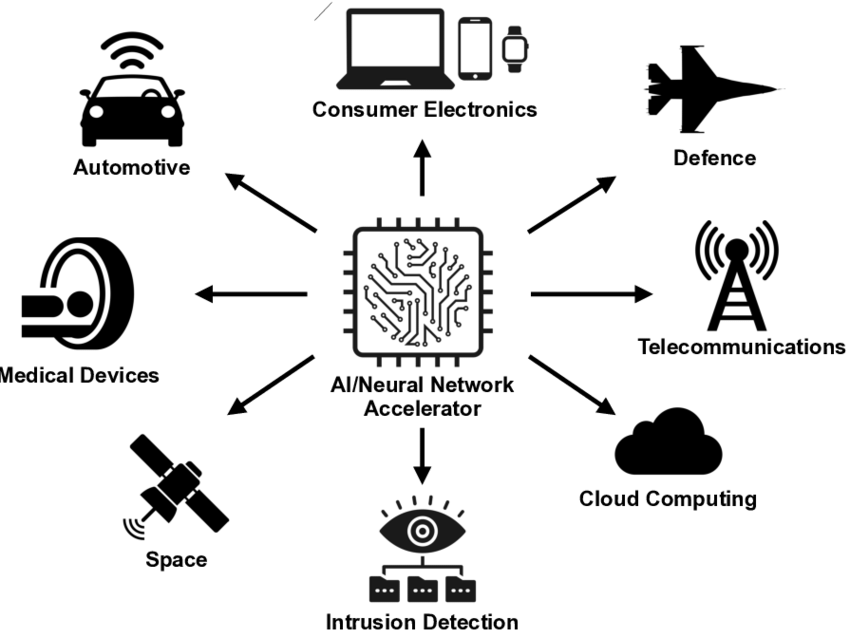 Consumer Electronics
Automotive
Defence
Medical Devices
Telecommunications
AI/Neural Network
Accelerator
Cloud Computing
Space
Intrusion Detection